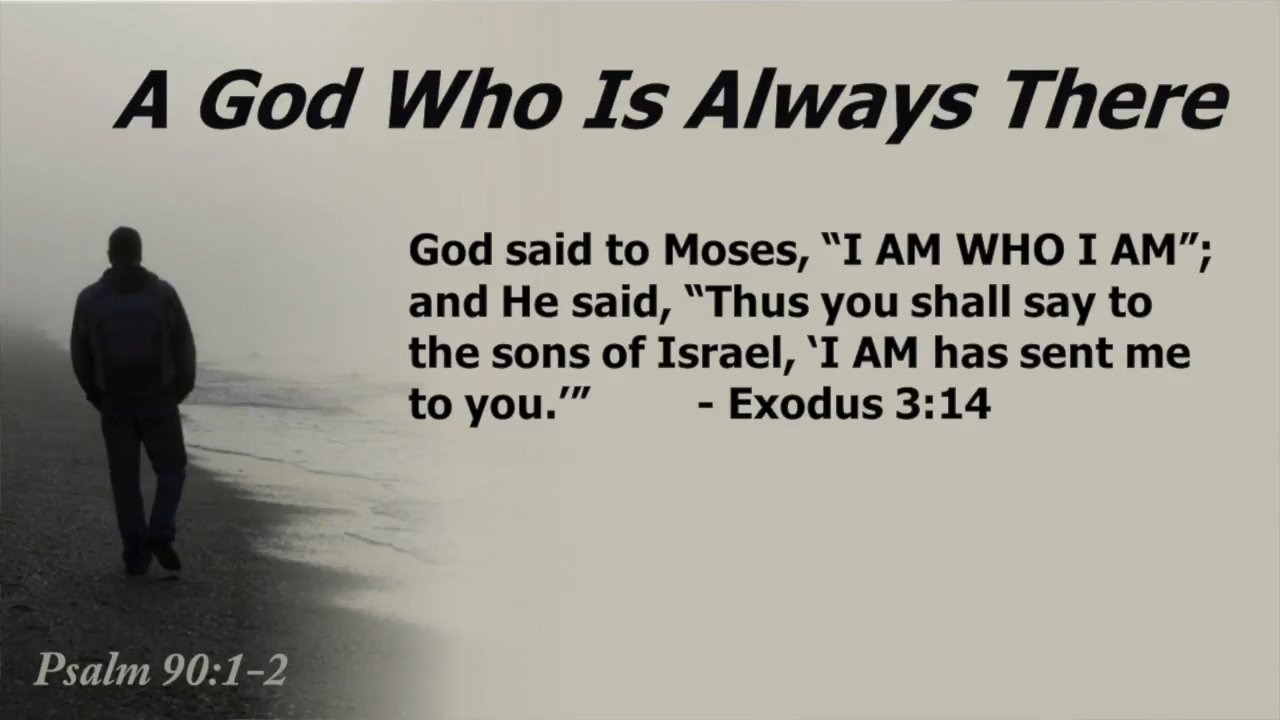 A God Who Is Always There
God said to Moses, “I AM WHO I AM”;
and He said, “Thus you shall say to
the sons of Israel, ‘I AM has sent me
to you.’” - Exodus 3:14
Psalm 90:1-2